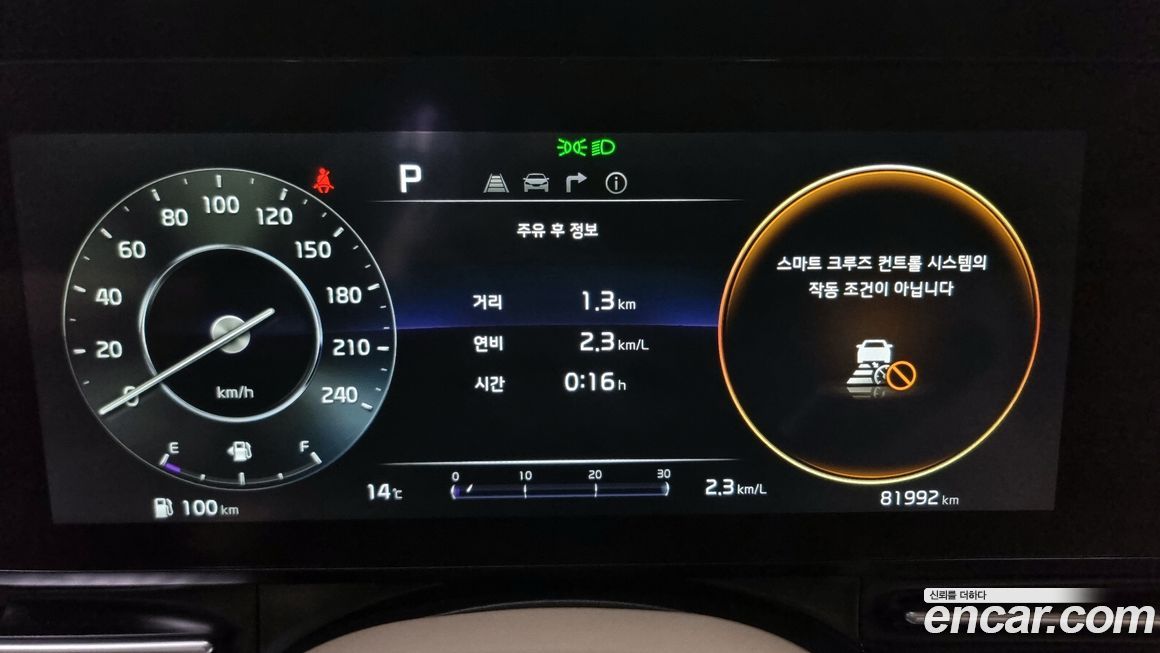 P
주유 후 정보
거리 1.3 km
연비 2.3 km/L
시간 0:16 h
0 10 20 30
14℃
2.3 km/L
0 20 40 60 80 100 120 150 180 210 240
km/h
E F
100 km
스마트 크루즈 컨트롤 시스템의
작동 조건이 아닙니다
81992 km
신뢰를 더하다
encar.com